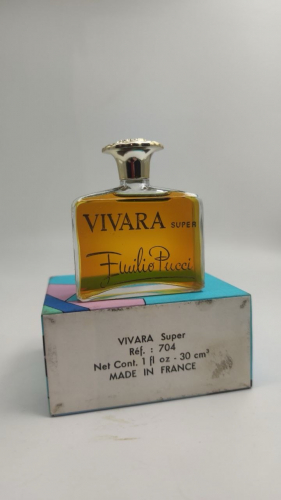 VIVARA SUPER
Emilio Pucci
VIVARA Super
Réf. : 704
Net Cont. 1 fl oz - 30 cm³
MADE IN FRANCE